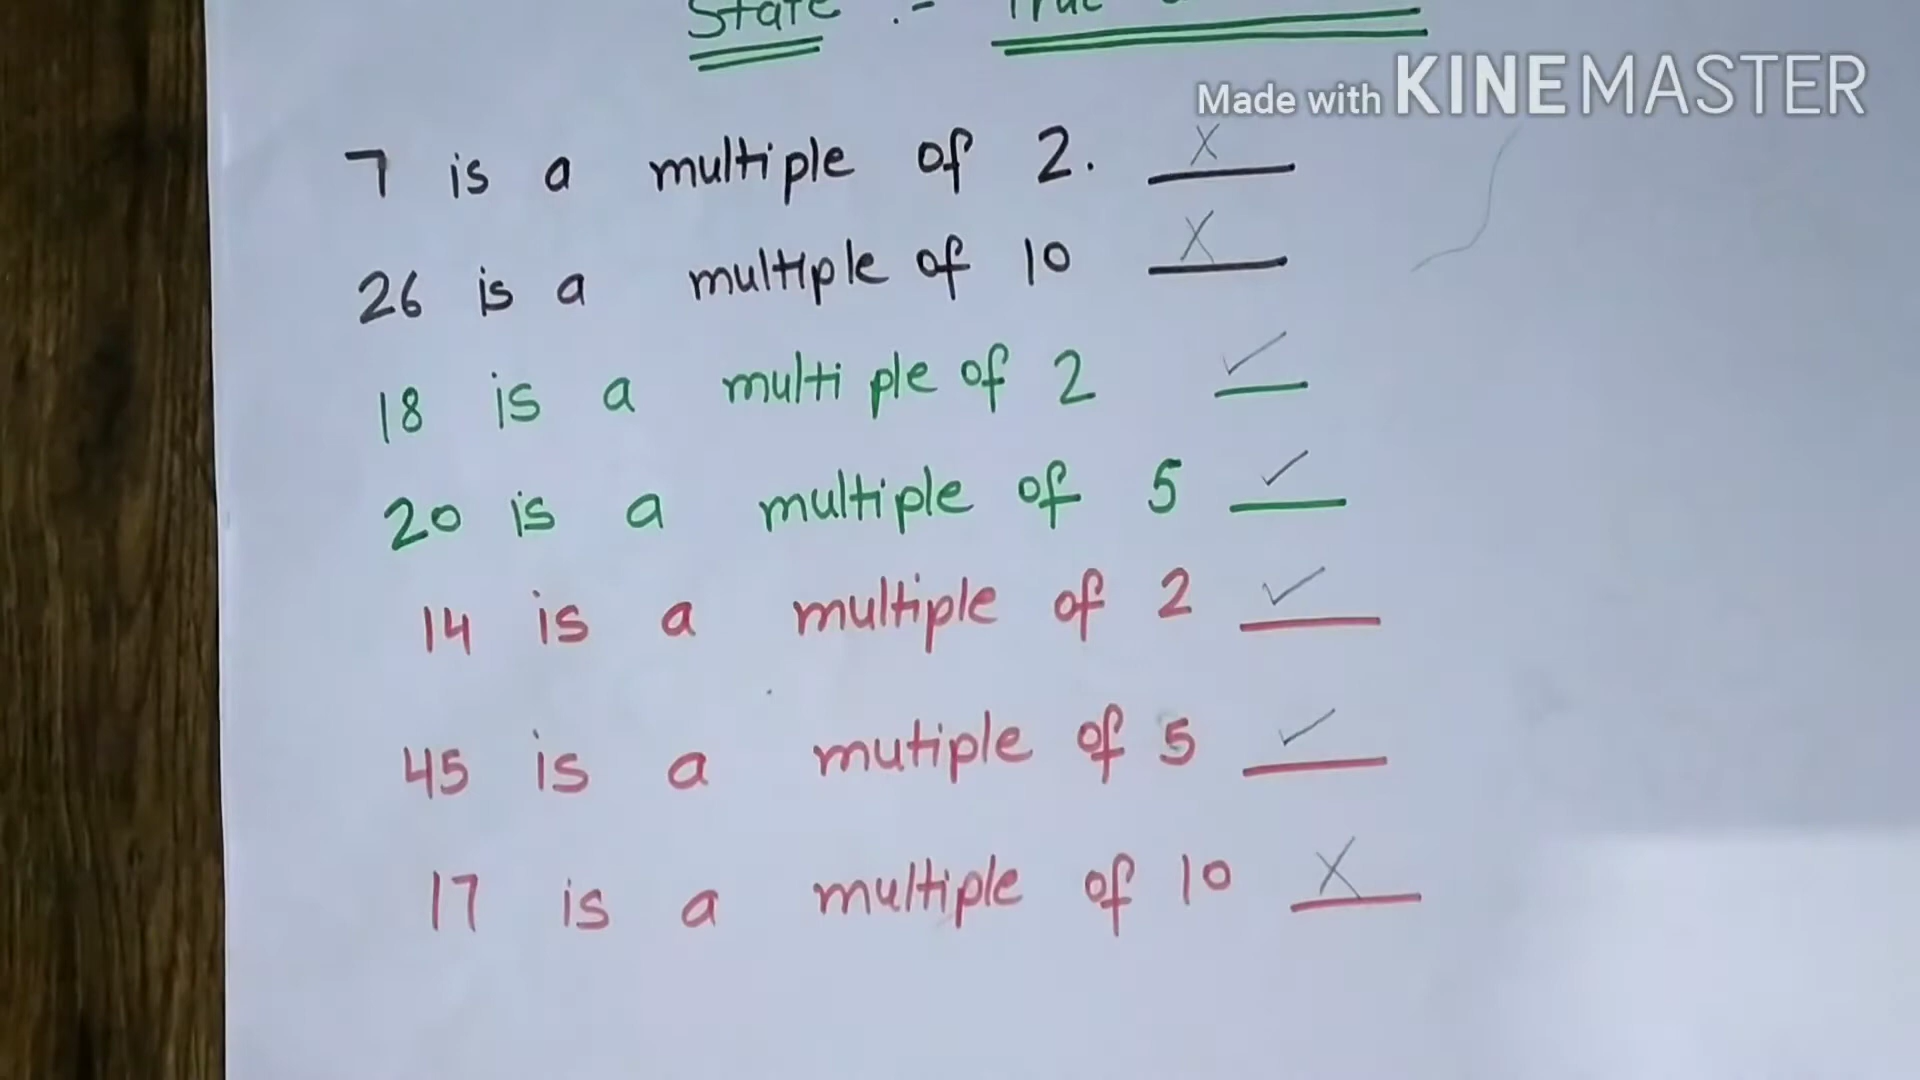 State :-
Made with KINEMASTER
7 is a multiple of 2. X
26 is a multiple of 10 X
18 is a multiple of 2 ✓
20 is a multiple of 5 ✓
14 is a multiple of 2 ✓
45 is a mutiple of 5 ✓
17 is a multiple of 10 X